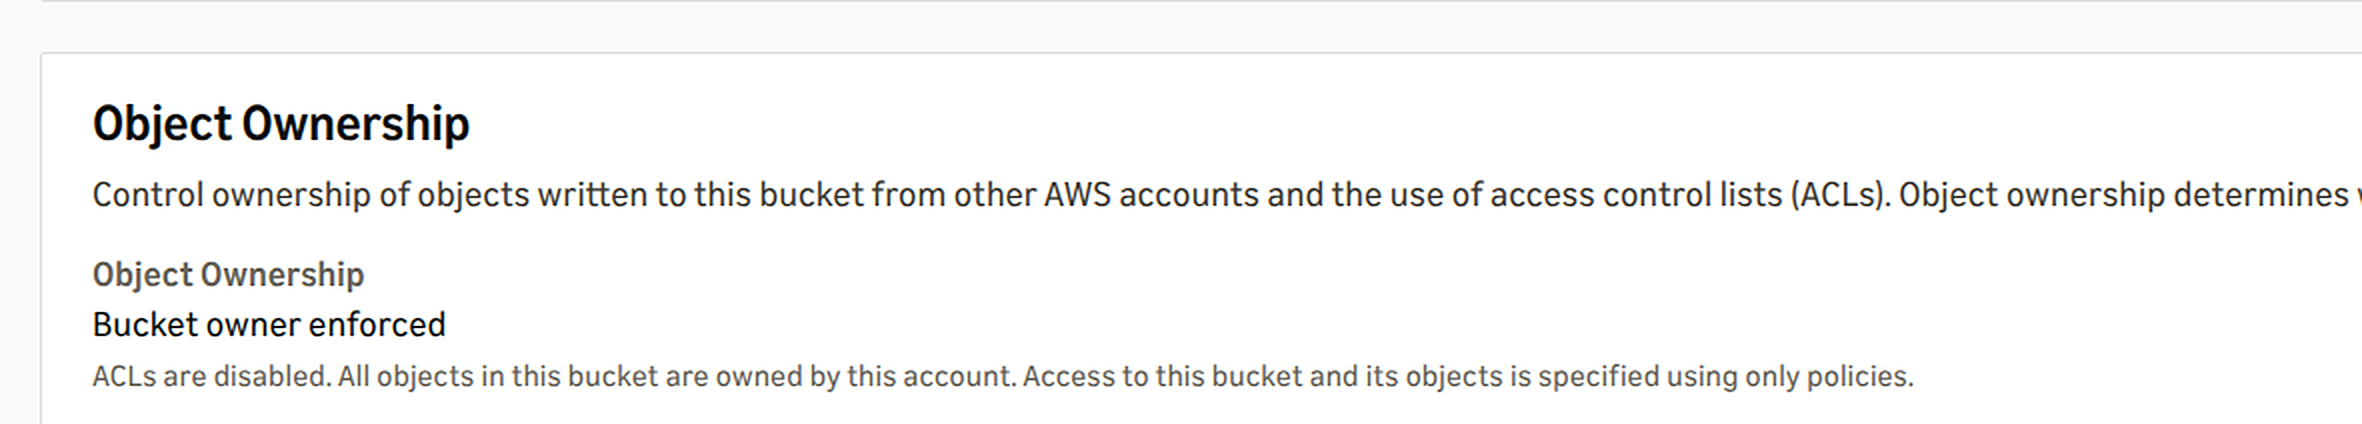 Object Ownership
Control ownership of objects written to this bucket from other AWS accounts and the use of access control lists (ACLs). Object ownership determines
Object Ownership
Bucket owner enforced
ACLs are disabled. All objects in this bucket are owned by this account. Access to this bucket and its objects is specified using only policies.